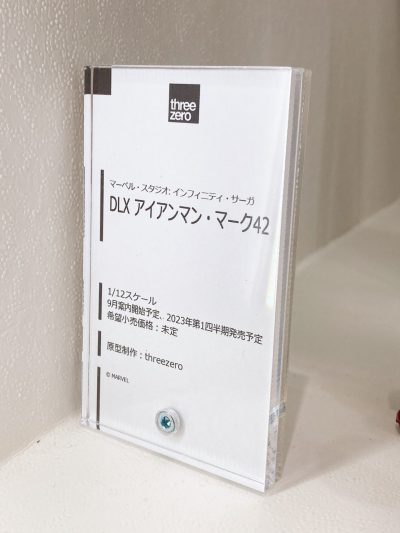 three
zero
マーベル・スタジオ: インフィニティ・サーガ
DLX アイアンマン・マーク42
1/12スケール
9月案内開始予定、2023年第1四半期発売予定
希望小売価格：未定
原型制作：threezero
© MARVEL